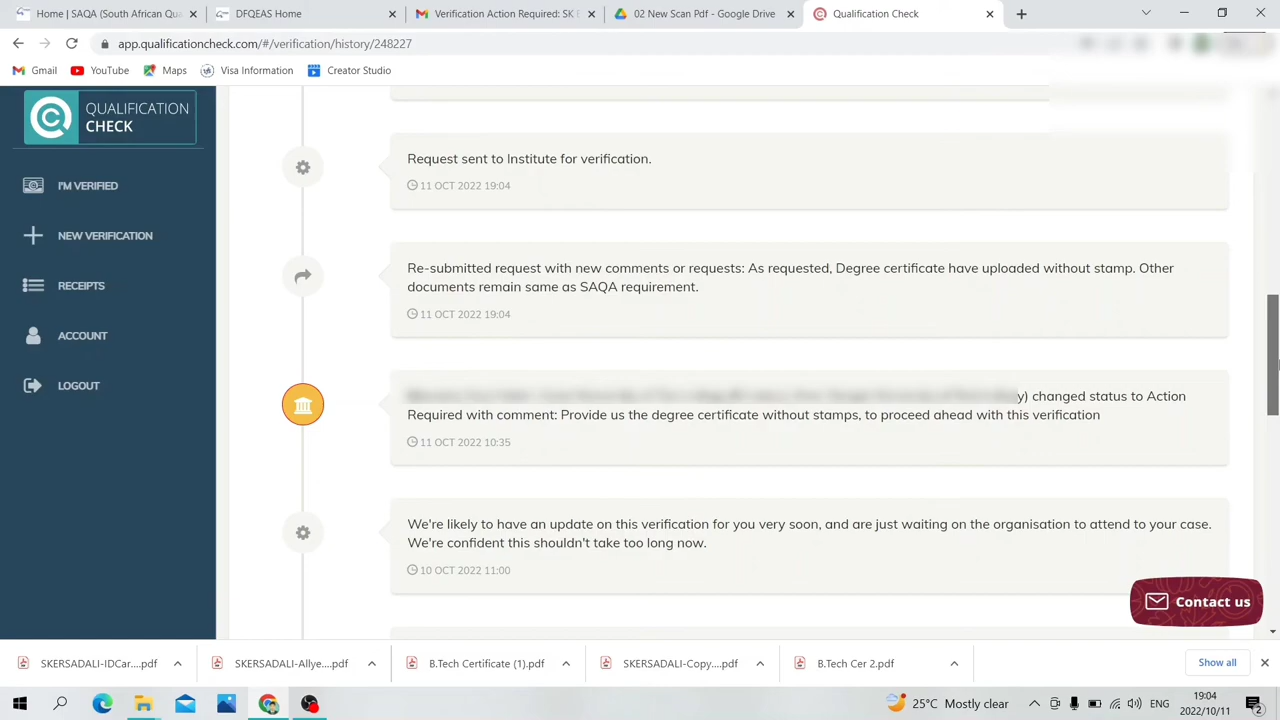 Home | SAQA (South African Qu
DFQEAS Home
Verification Action Required: SK E
02 New Scan Pdf - Google Drive
Qualification Check
app.qualificationcheck.com/#/verification/history/248227
Gmail
YouTube
Maps
Visa Information
Creator Studio
QUALIFICATION
CHECK
I'M VERIFIED
NEW VERIFICATION
RECEIPTS
ACCOUNT
LOGOUT
Request sent to Institute for verification.
11 OCT 2022 19:04
Re-submitted request with new comments or requests: As requested, Degree certificate have uploaded without stamp. Other
documents remain same as SAQA requirement.
11 OCT 2022 19:04
y) changed status to Action
Required with comment: Provide us the degree certificate without stamps, to proceed ahead with this verification
11 OCT 2022 10:35
We're likely to have an update on this verification for you very soon, and are just waiting on the organisation to attend to your case.
We're confident this shouldn't take too long now.
10 OCT 2022 11:00
Contact us
SKERSADALI-IDCar....pdf
SKERSADALI-Allye....pdf
B.Tech Certificate (1).pdf
SKERSADALI-Copy....pdf
B.Tech Cer 2.pdf
Show all
25°C Mostly clear
ENG
19:04
2022/10/11
2